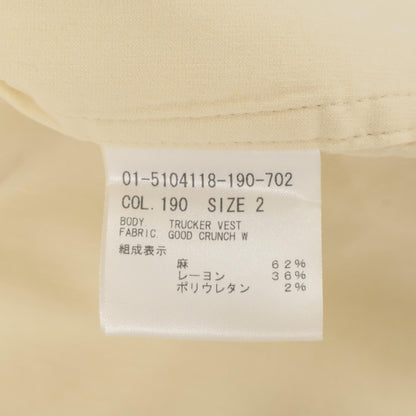 01-5104118-190-702
COL. 190 SIZE 2
BODY. TRUCKER VEST
FABRIC. GOOD CRUNCH W
組成表示
麻 62%
レーヨン 36%
ポリウレタン 2%